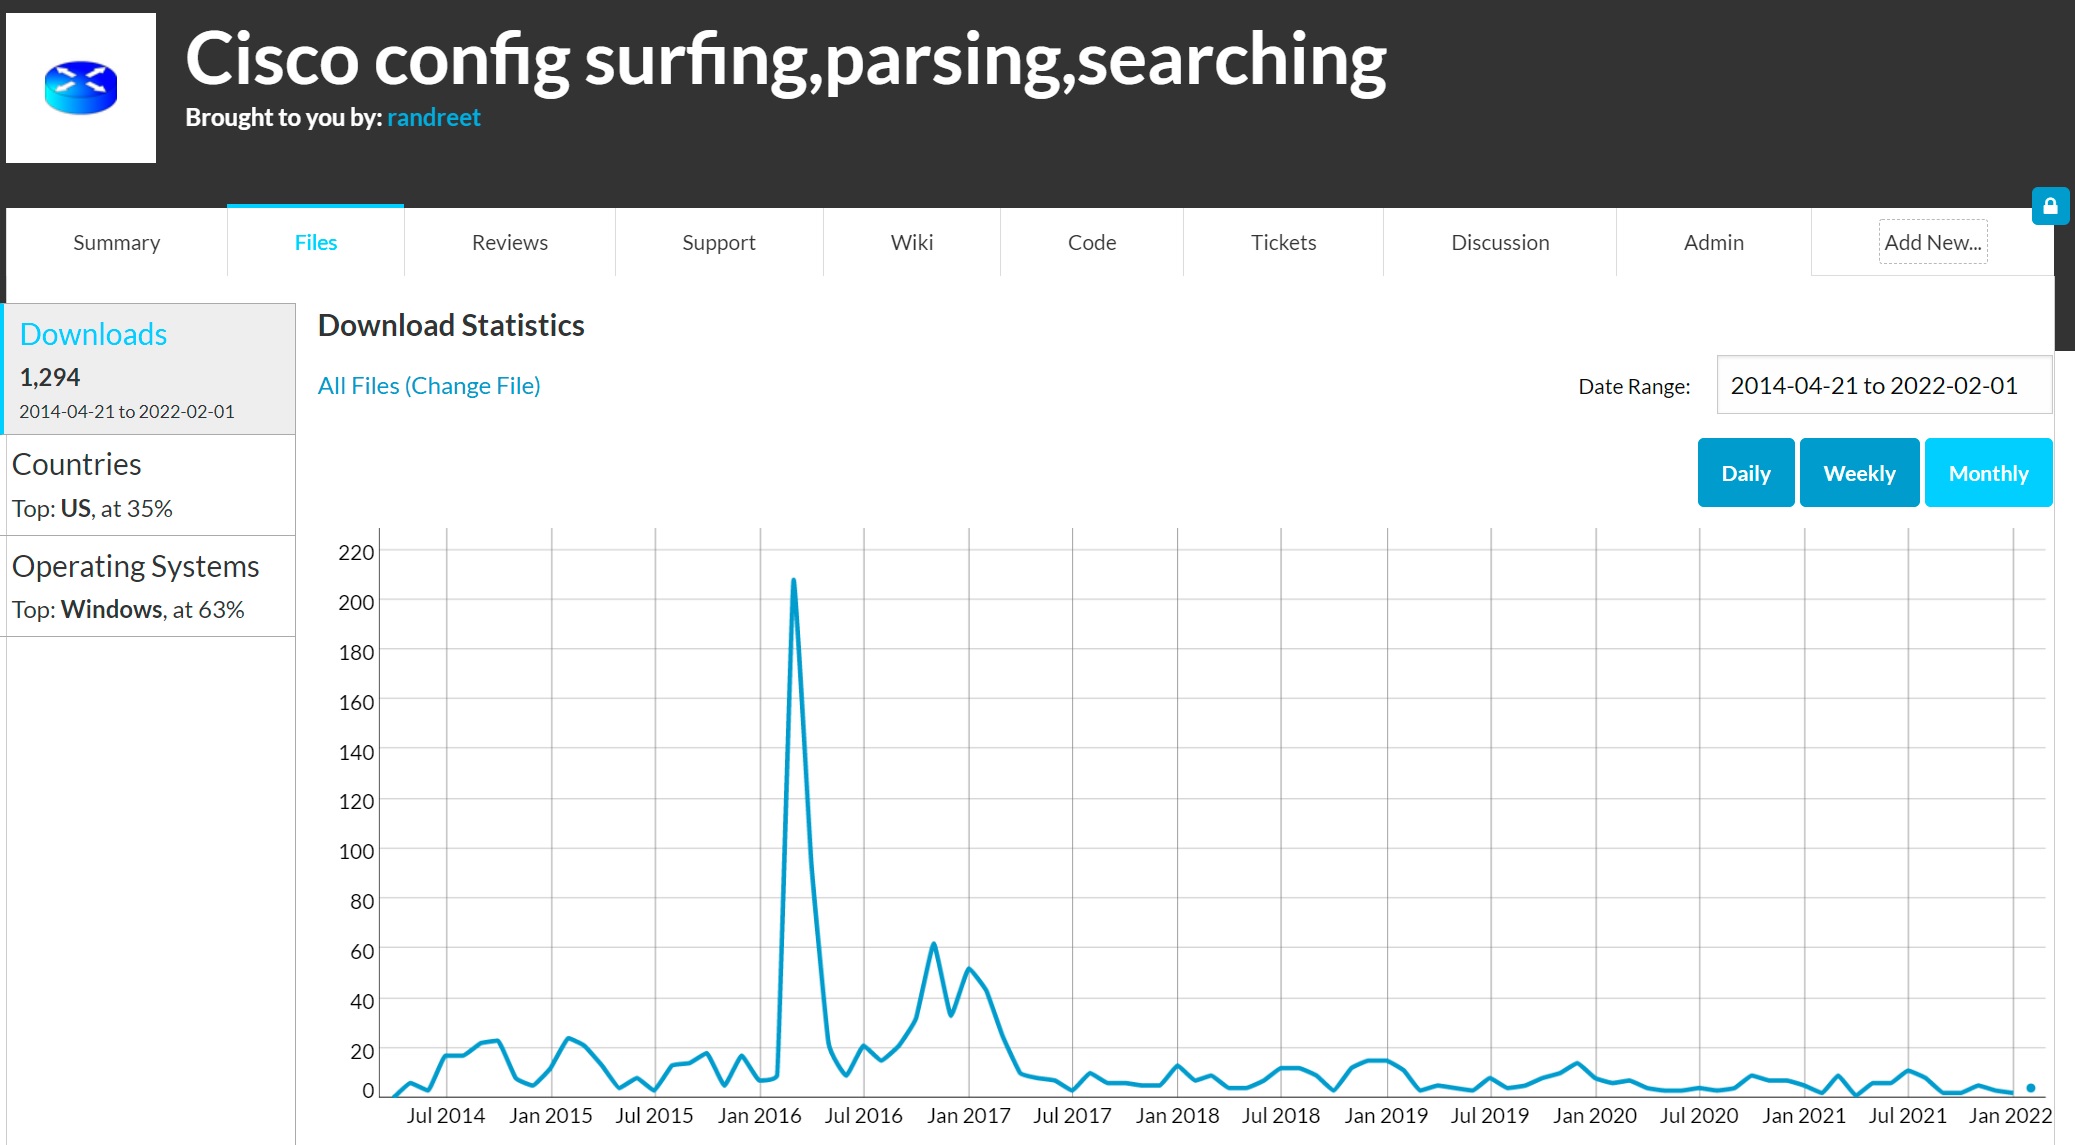 Cisco config surfing,parsing,searching
Brought to you by: randreet
Summary
Files
Reviews
Support
Wiki
Code
Tickets
Discussion
Admin
Add New...
Downloads
1,294
2014-04-21 to 2022-02-01
Countries
Top: US, at 35%
Operating Systems
Top: Windows, at 63%
Download Statistics
All Files (Change File)
Date Range:
2014-04-21 to 2022-02-01
Daily
Weekly
Monthly
220
200
180
160
140
120
100
80
60
40
20
0
Jul 2014
Jan 2015
Jul 2015
Jan 2016
Jul 2016
Jan 2017
Jul 2017
Jan 2018
Jul 2018
Jan 2019
Jul 2019
Jan 2020
Jul 2020
Jan 2021
Jul 2021
Jan 2022